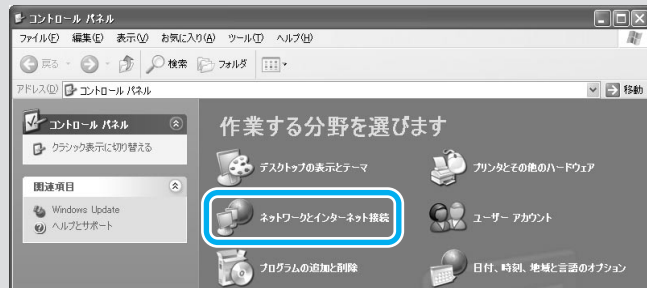 コントロール パネル
ファイル(F) 編集(E) 表示(V) お気に入り(A) ツール(T) ヘルプ(H)
戻る 検索 フォルダ
アドレス(D) コントロール パネル 移動
コントロール パネル
クラシック表示に切り替える
関連項目
Windows Update
ヘルプとサポート
作業する分野を選びます
デスクトップの表示とテーマ
プリンタとその他のハードウェア
ネットワークとインターネット接続
ユーザー アカウント
プログラムの追加と削除
日付、時刻、地域と言語のオプション